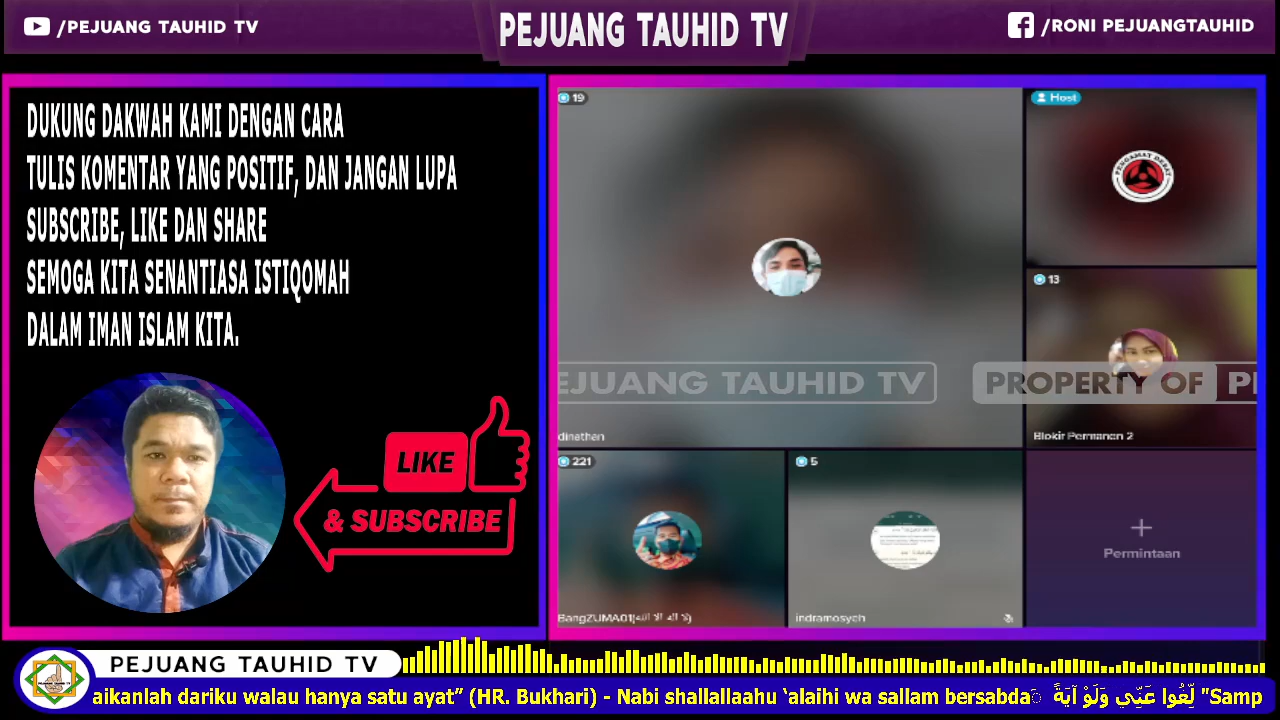 /PEJUANG TAUHID TV
PEJUANG TAUHID TV
/RONI PEJUANGTAUHID
DUKUNG DAKWAH KAMI DENGAN CARA
TULIS KOMENTAR YANG POSITIF, DAN JANGAN LUPA
SUBSCRIBE, LIKE DAN SHARE
SEMOGA KITA SENANTIASA ISTIQOMAH
DALAM IMAN ISLAM KITA.
LIKE
& SUBSCRIBE
19
Host
PENGAMAT DEBAT
13
EJUANG TAUHID TV
PROPERTY OF
dinathan
Blokir Permanen 2
221
5
Permintaan
BangZUMA01
indramosych
PEJUANG TAUHID TV
aikanlah dariku walau hanya satu ayat” (HR. Bukhari) - Nabi shallallaahu ‘alaihi wa sallam bersabda لِّغُوا عَنِّي وَلَوْ آيَةً "Samp